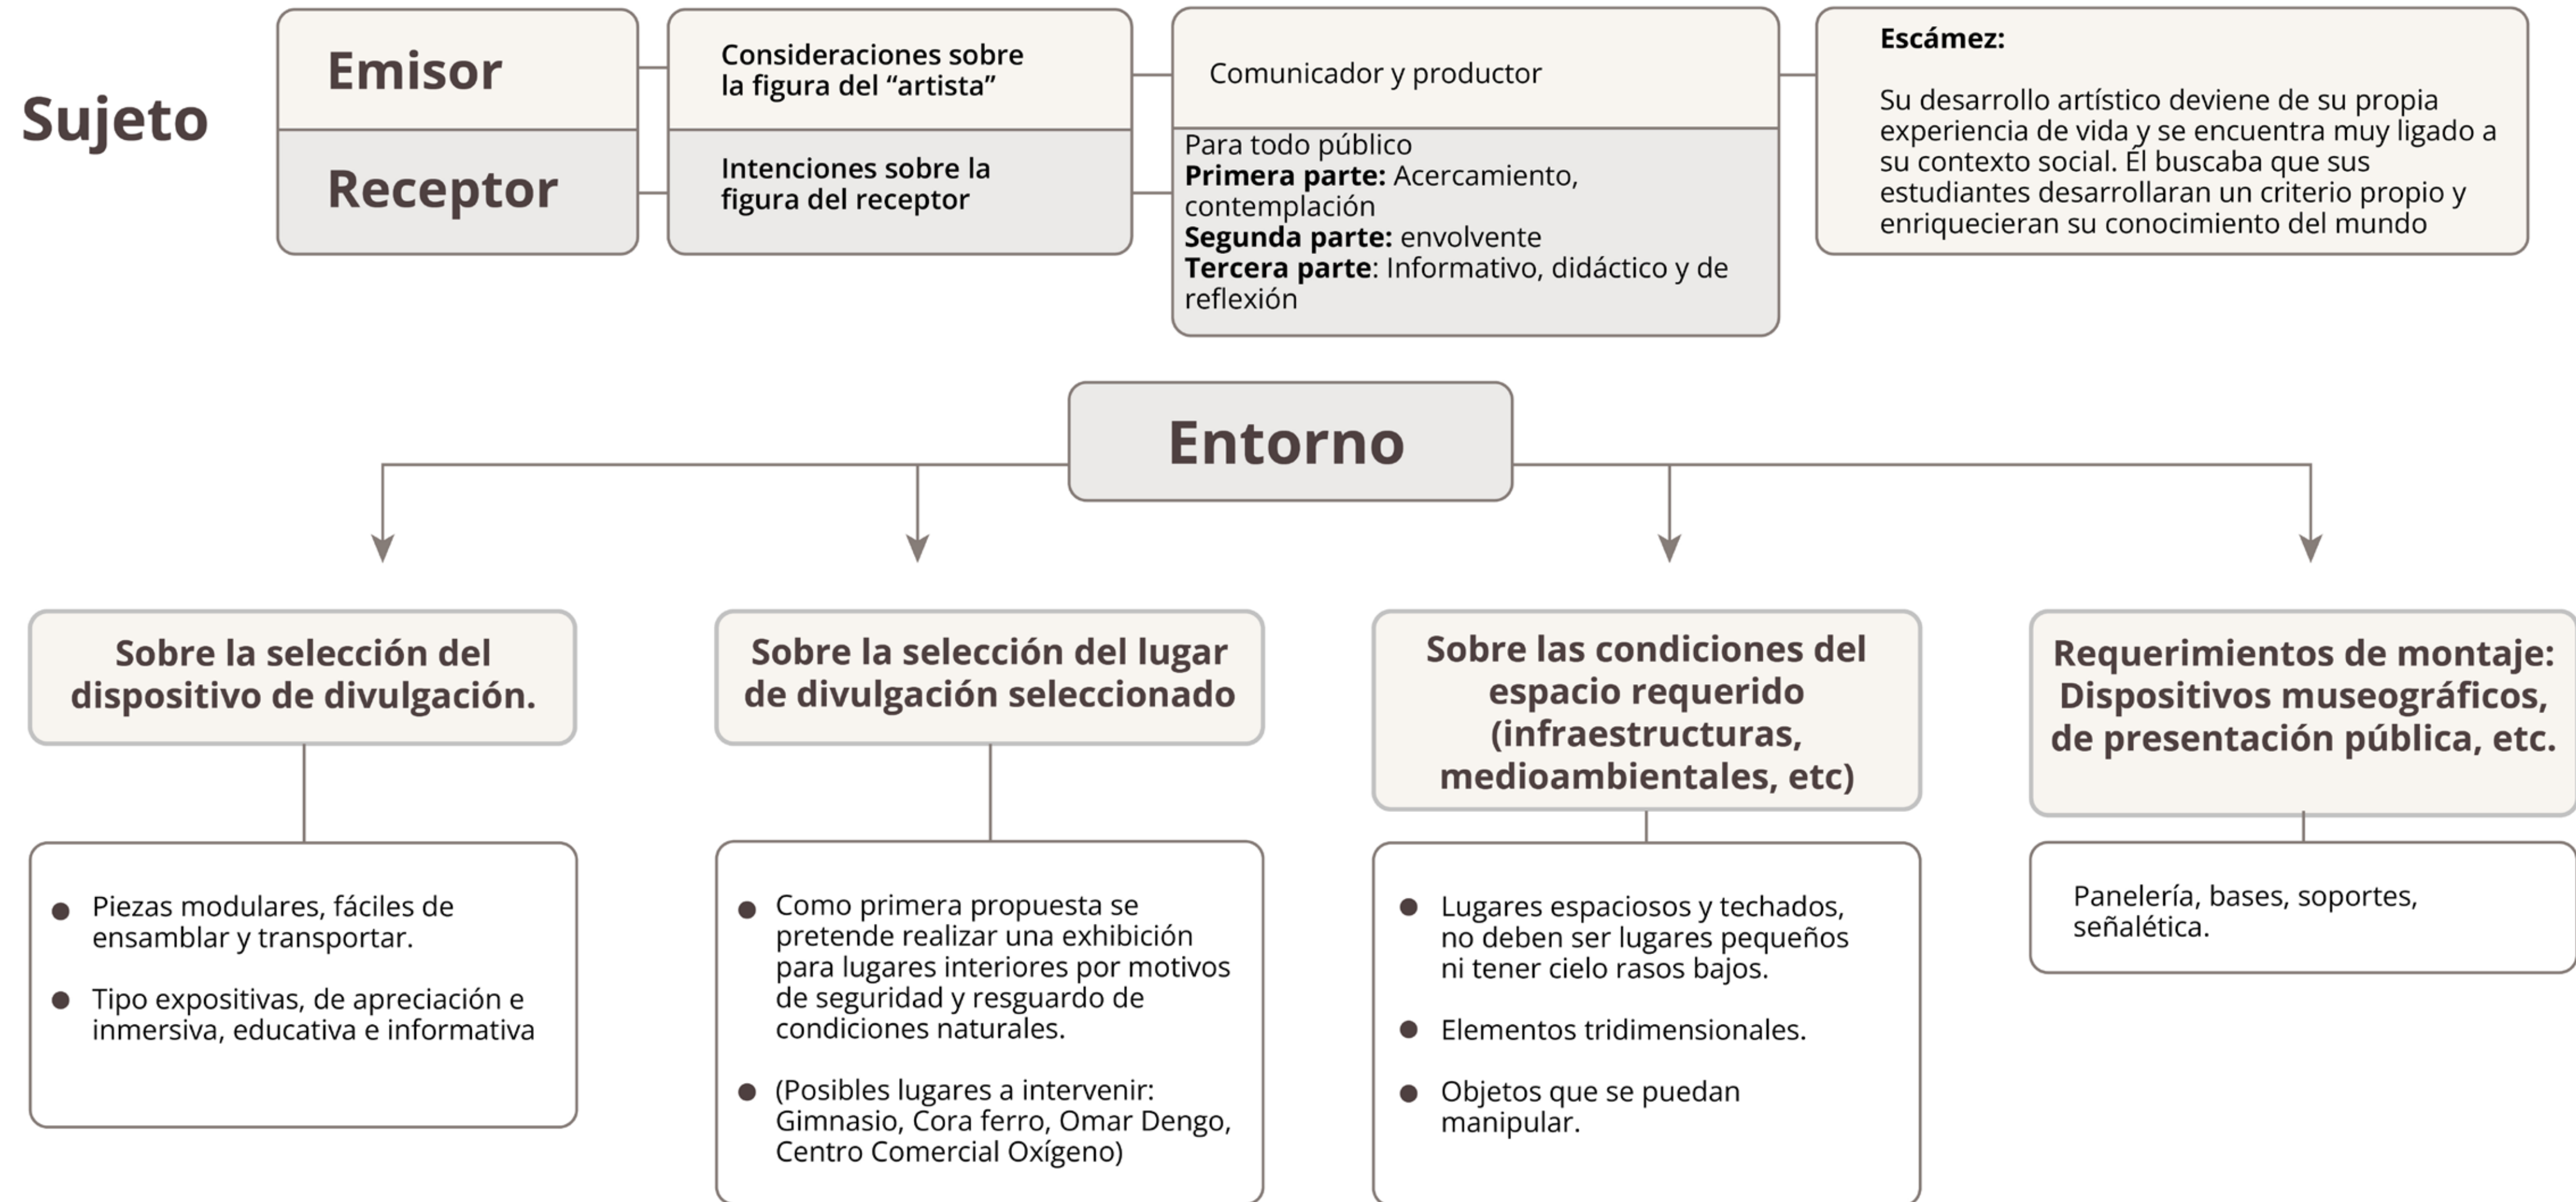 Sujeto
Emisor
Consideraciones sobre
la figura del “artista”
Comunicador y productor
Escámez:
Su desarrollo artístico deviene de su propia
experiencia de vida y se encuentra muy ligado a
su contexto social. Él buscaba que sus
estudiantes desarrollaran un criterio propio y
enriquecieran su conocimiento del mundo
Receptor
Intenciones sobre la
figura del receptor
Para todo público
Primera parte: Acercamiento,
contemplación
Segunda parte: envolvente
Tercera parte: Informativo, didáctico y de
reflexión
Entorno
Sobre la selección del
dispositivo de divulgación.
● Piezas modulares, fáciles de
ensamblar y transportar.
● Tipo expositivas, de apreciación e
inmersiva, educativa e informativa
Sobre la selección del lugar
de divulgación seleccionado
● Como primera propuesta se
pretende realizar una exhibición
para lugares interiores por motivos
de seguridad y resguardo de
condiciones naturales.
● (Posibles lugares a intervenir:
Gimnasio, Cora ferro, Omar Dengo,
Centro Comercial Oxígeno)
Sobre las condiciones del
espacio requerido
(infraestructuras,
medioambientales, etc)
● Lugares espaciosos y techados,
no deben ser lugares pequeños
ni tener cielo rasos bajos.
● Elementos tridimensionales.
● Objetos que se puedan
manipular.
Requerimientos de montaje:
Dispositivos museográficos,
de presentación pública, etc.
Panelería, bases, soportes,
señalética.